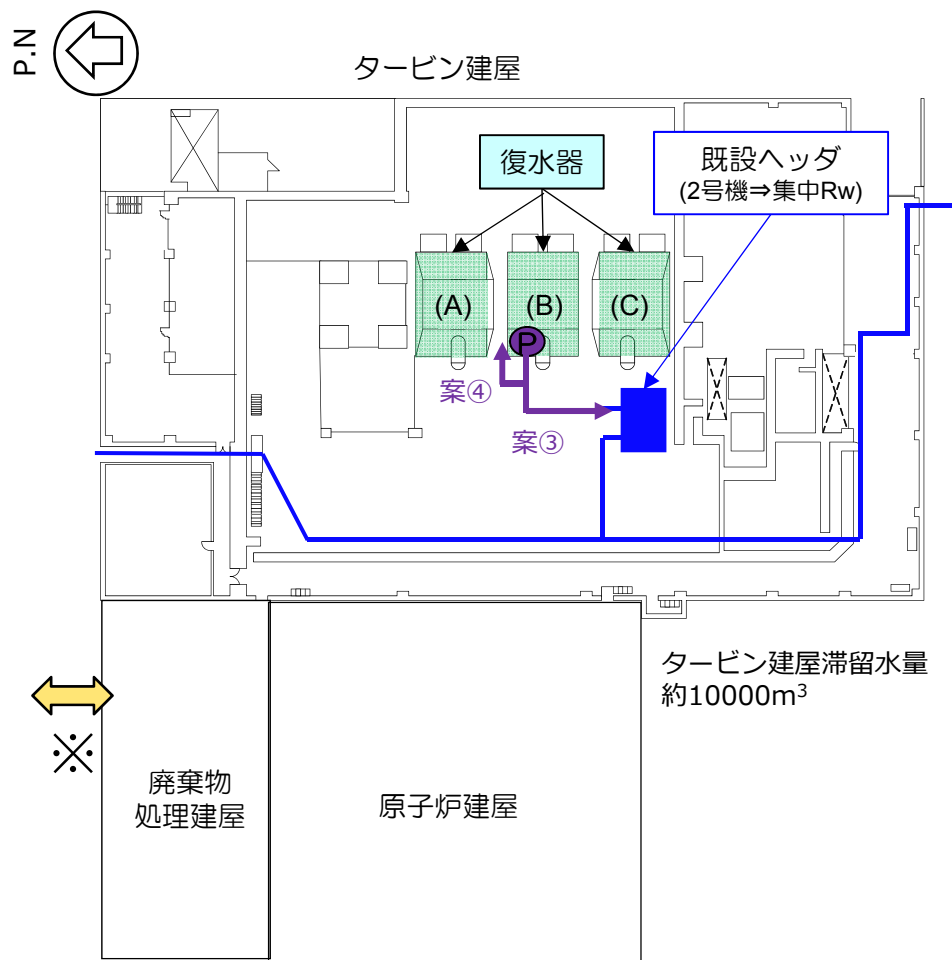 P.N
タービン建屋
復水器
既設ヘッダ
(2号機⇒集中Rw)
(A)
(B)
(C)
P
案④
案③
タービン建屋滞留水量
約10000m³
※
廃棄物
処理建屋
原子炉建屋